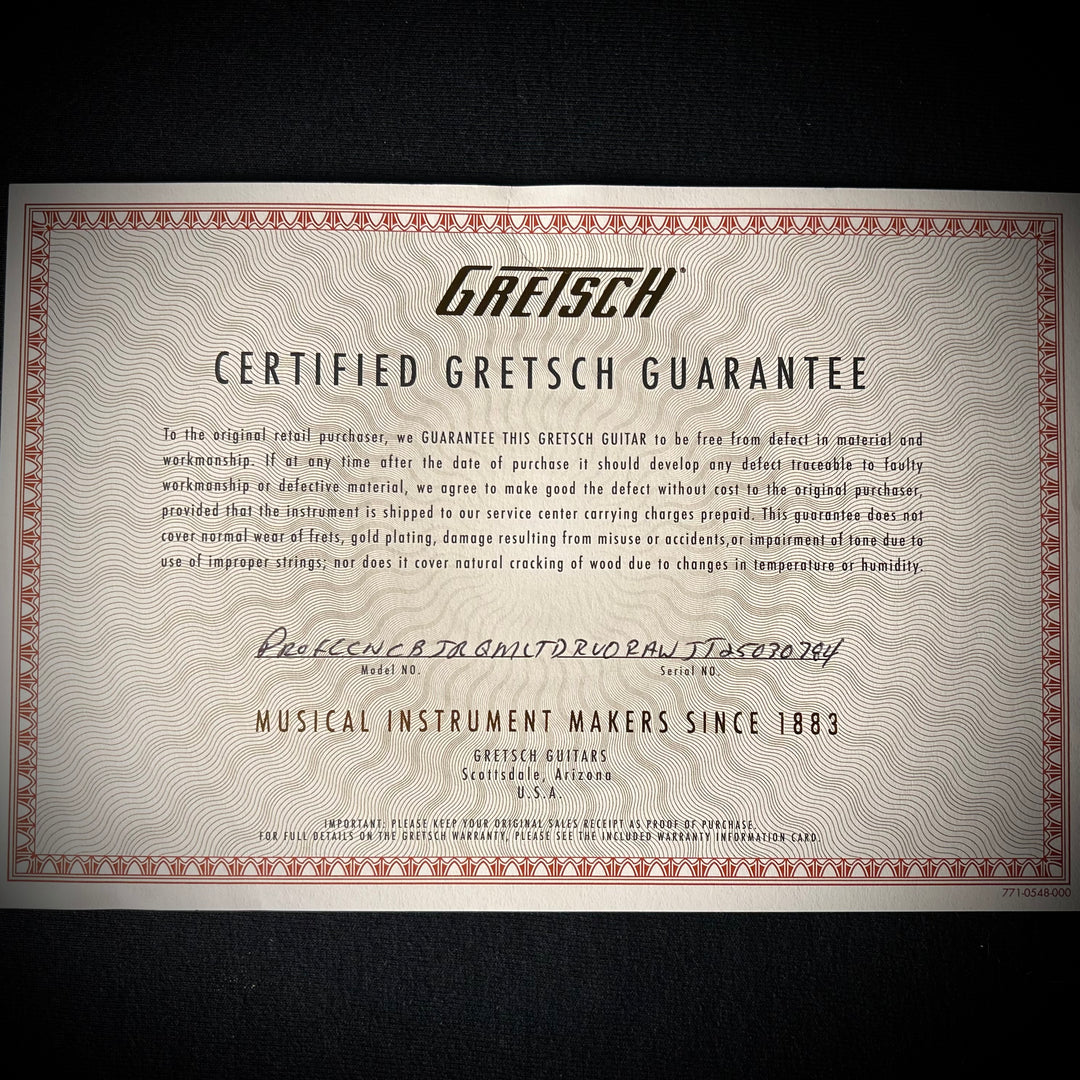 GRETSCH®
CERTIFIED GRETSCH GUARANTEE
To the original retail purchaser, we GUARANTEE THIS GRETSCH GUITAR to be free from defect in material and
workmanship. If at any time after the date of purchase it should develop any defect traceable to faulty
workmanship or defective material, we agree to make good the defect without cost to the original purchaser,
provided that the instrument is shipped to our service center carrying charges prepaid. This guarantee does not
cover normal wear of frets, gold plating, damage resulting from misuse or accidents,or impairment of tone due to
use of improper strings; nor does it cover natural cracking of wood due to changes in temperature or humidity.
Model NO. Serial NO.
MUSICAL INSTRUMENT MAKERS SINCE 1883
GRETSCH GUITARS
Scottsdale, Arizona
U.S.A.
IMPORTANT: PLEASE KEEP YOUR ORIGINAL SALES RECEIPT AS PROOF OF PURCHASE.
FOR FULL DETAILS ON THE GRETSCH WARRANTY, PLEASE SEE THE INCLUDED WARRANTY INFORMATION CARD.
771-0548-000